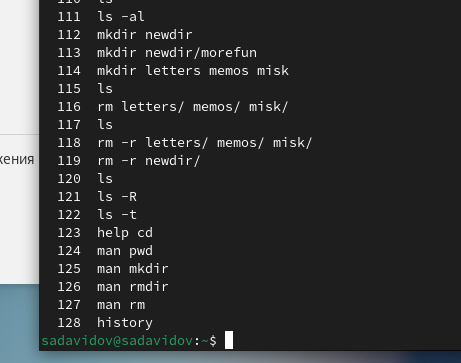 110 ls
111 ls -al
112 mkdir newdir
113 mkdir newdir/morefun
114 mkdir letters memos misk
115 ls
116 rm letters/ memos/ misk/
117 ls
118 rm -r letters/ memos/ misk/
119 rm -r newdir/
120 ls
121 ls -R
122 ls -t
123 help cd
124 man pwd
125 man mkdir
126 man rmdir
127 man rm
128 history
sadavidov@sadavidov:~$
жения